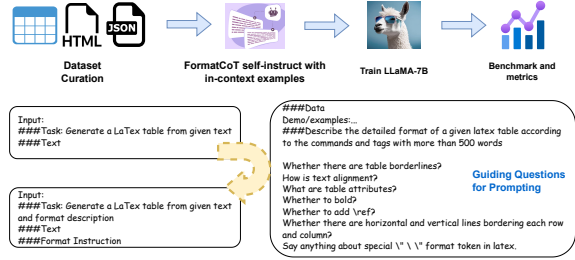 HTML
JSON
Dataset
Curation
FormatCoT self-instruct with
in-context examples
Train LLaMA-7B
Benchmark and
metrics
Input:
###Task: Generate a LaTex table from given text
###Text
Input:
###Task: Generate a LaTex table from given text
and format description
###Text
###Format Instruction
###Data
Demo/examples:...
###Describe the detailed format of a given latex table according
to the commands and tags with more than 500 words
Whether there are table borderlines?
How is text alignment?
What are table attributes?
Whether to bold?
Whether to add \ref?
Whether there are horizontal and vertical lines bordering each row
and column?
Say anything about special \" \ \" format token in latex.
Guiding Questions
for Prompting